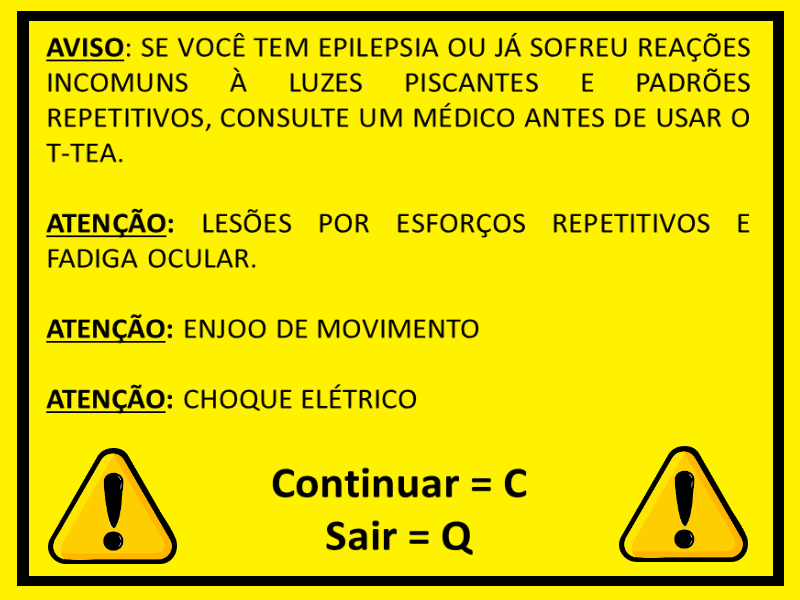 AVISO: SE VOCÊ TEM EPILEPSIA OU JÁ SOFREU REAÇÕES
INCOMUNS À LUZES PISCANTES E PADRÕES
REPETITIVOS, CONSULTE UM MÉDICO ANTES DE USAR O
T-TEA.
ATENÇÃO: LESÕES POR ESFORÇOS REPETITIVOS E
FADIGA OCULAR.
ATENÇÃO: ENJOO DE MOVIMENTO
ATENÇÃO: CHOQUE ELÉTRICO
Continuar = C
Sair = Q